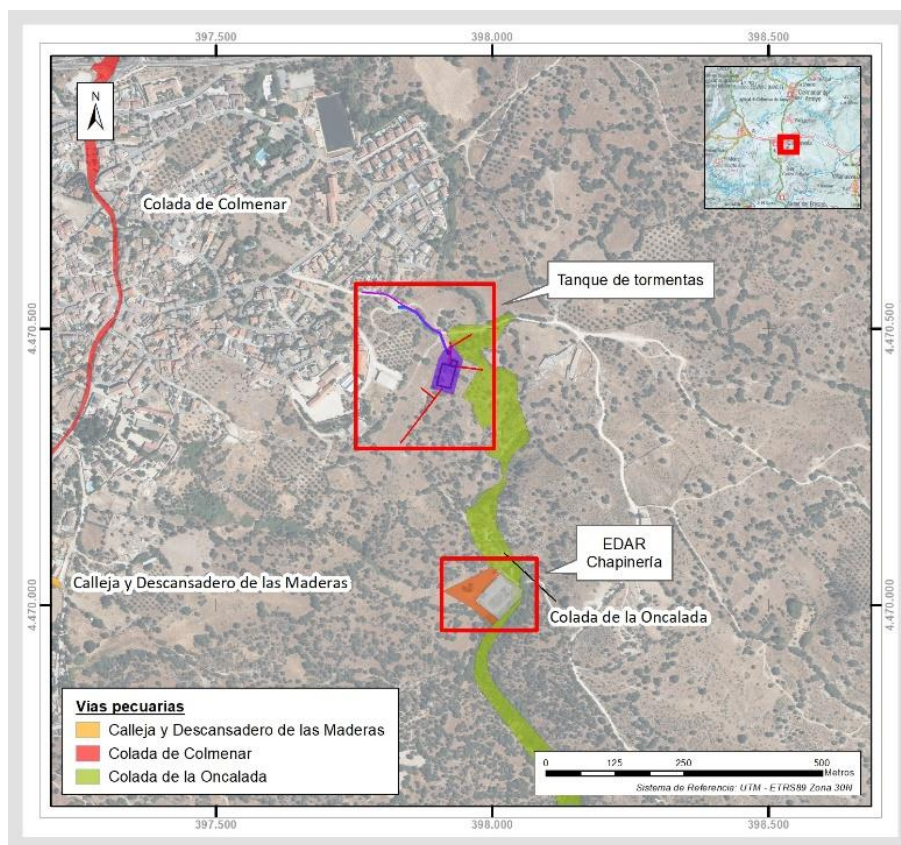 397.500
398.000
398.500
N
Colada de Colmenar
Tanque de tormentas
4.470.500
4.470.500
EDAR
Chapinería
Calleja y Descansadero de las Maderas
Colada de la Oncalada
4.470.000
4.470.000
Vias pecuarias
Calleja y Descansadero de las Maderas
Colada de Colmenar
Colada de la Oncalada
0 125 250 500
Metros
Sistema de Referencia: UTM - ETRS89 Zona 30N
397.500
398.000
398.500